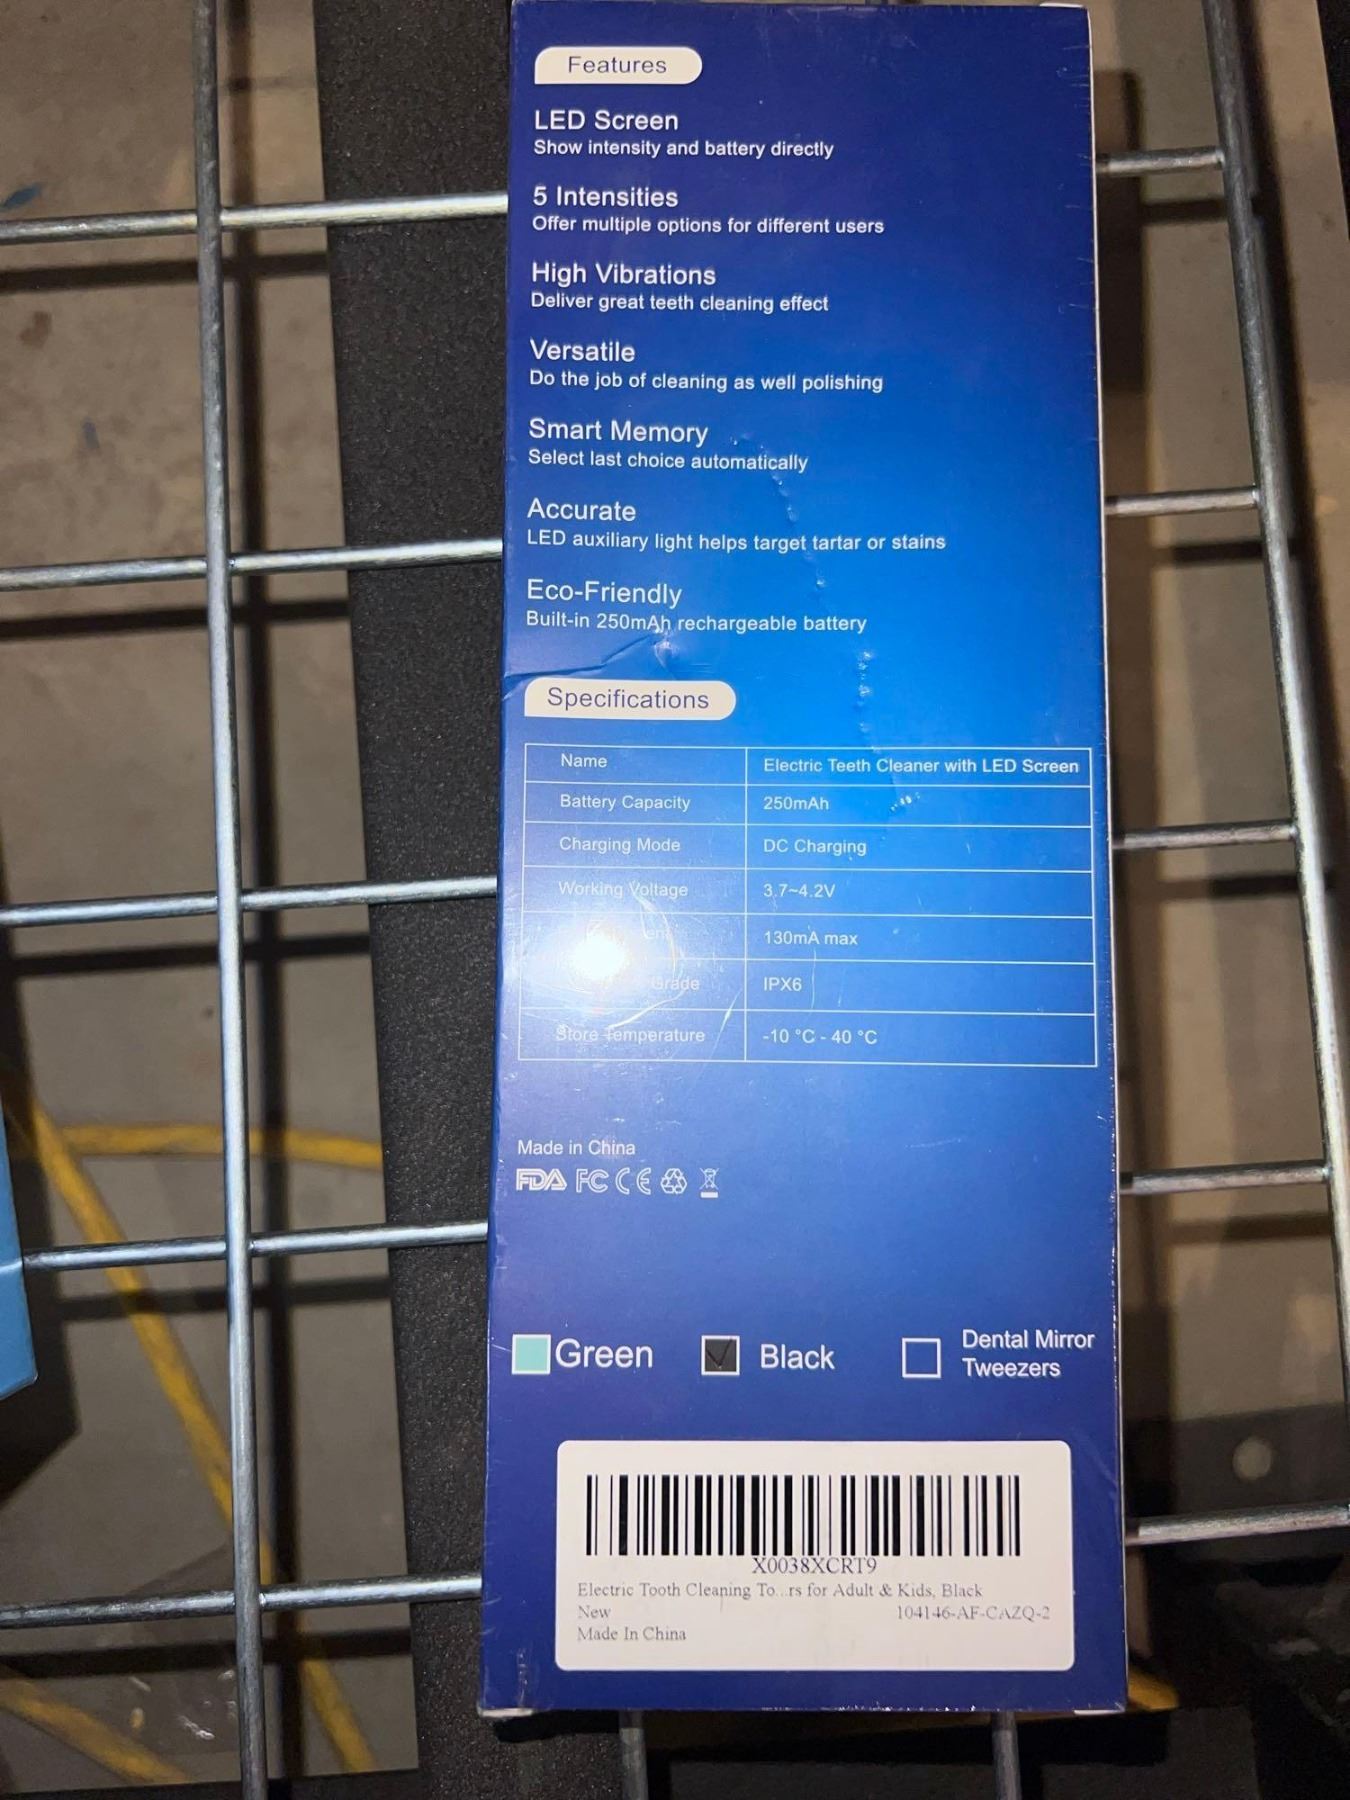 Features
LED Screen
Show intensity and battery directly
5 Intensities
Offer multiple options for different users
High Vibrations
Deliver great teeth cleaning effect
Versatile
Do the job of cleaning as well polishing
Smart Memory
Select last choice automatically
Accurate
LED auxiliary light helps target tartar or stains
Eco-Friendly
Built-in 250mAh rechargeable battery
Specifications
Name Electric Teeth Cleaner with LED Screen
Battery Capacity 250mAh
Charging Mode DC Charging
Working Voltage 3.7~4.2V
130mA max
Grade IPX6
Store Temperature -10 °C - 40 °C
Made in China
FDA FC CE
Green Black Dental Mirror
Tweezers
X0038XCRT9
Electric Tooth Cleaning To...rs for Adult & Kids, Black
New 104146-AF-CAZQ-2
Made In China